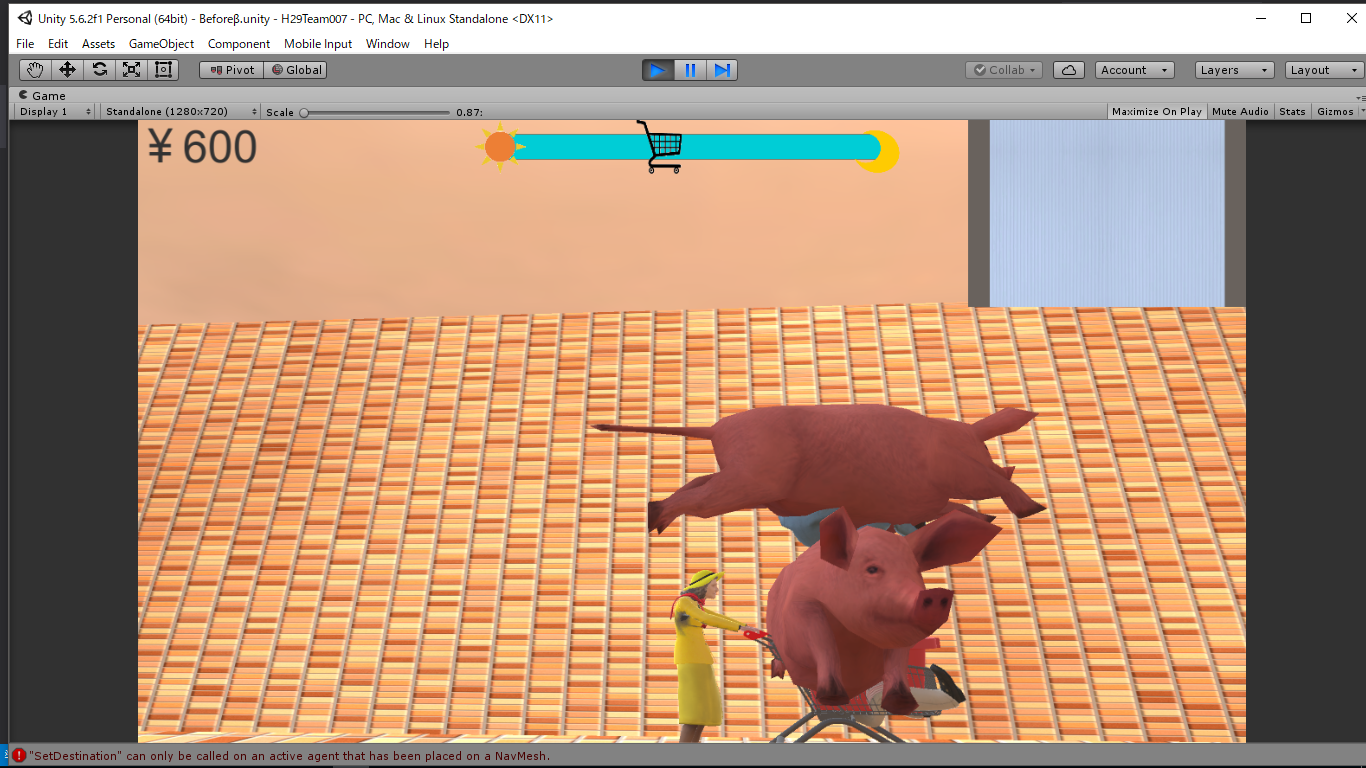 Unity 5.6.2f1 Personal (64bit) - Beforeβ.unity - H29Team007 - PC, Mac & Linux Standalone <DX11>
File Edit Assets GameObject Component Mobile Input Window Help
Pivot Global Collab Account Layers Layout
Game
Display 1 Standalone (1280x720) Scale 0.87: Maximize On Play Mute Audio Stats Gizmos
¥ 600
"SetDestination" can only be called on an active agent that has been placed on a NavMesh.